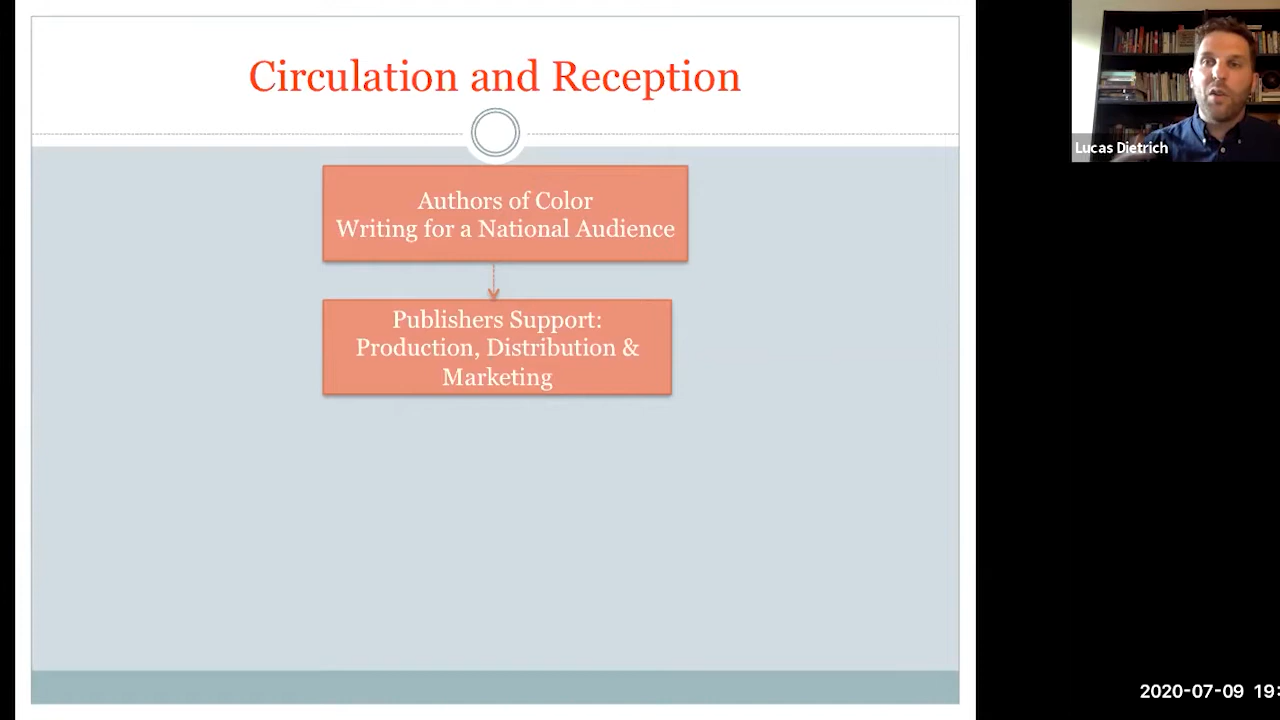 Circulation and Reception
Authors of Color
Writing for a National Audience
Publishers Support:
Production, Distribution &
Marketing
Lucas Dietrich
2020-07-09 19: